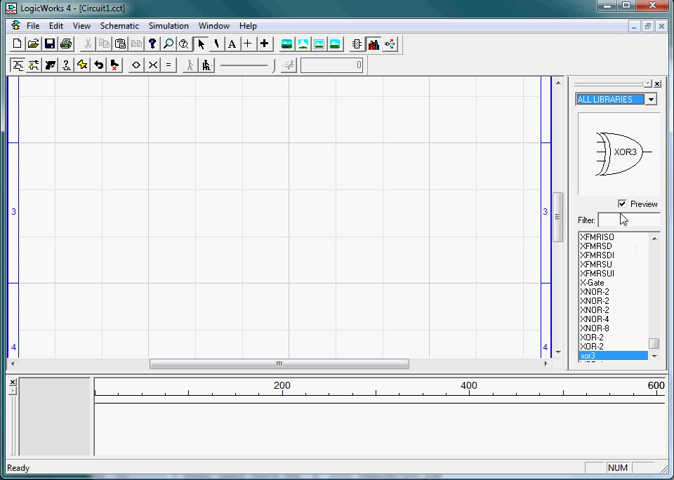 LogicWorks 4 - [Circuit1.cct]
File Edit View Schematic Simulation Window Help
A
0
ALL LIBRARIES
XOR3
Preview
Filter:
XFMRISO
XFMRSD
XFMRSDI
XFMRSU
XFMRSUI
X-Gate
XNOR-2
XNOR-2
XNOR-2
XNOR-4
XNOR-8
XOR-2
XOR-2
xor3
3
3
4
4
200
400
600
Ready
NUM